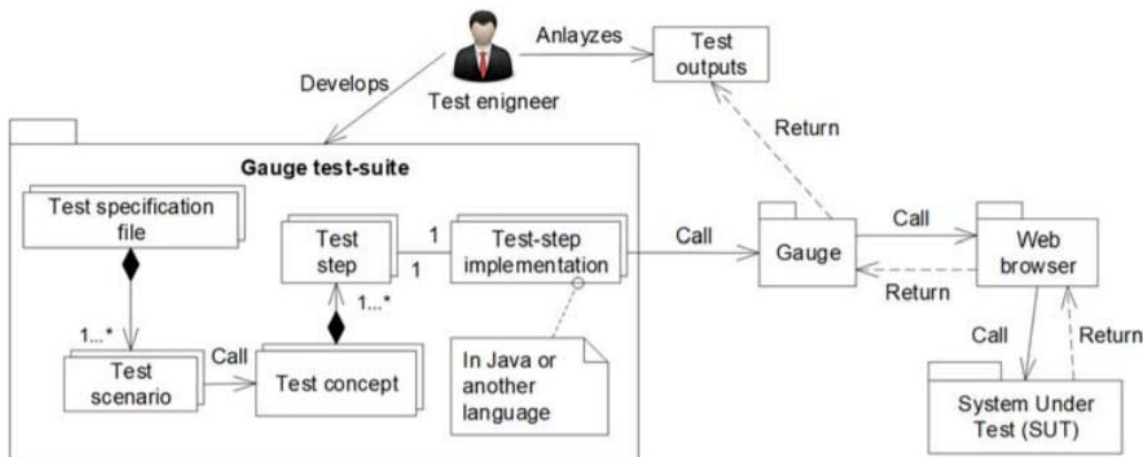 Anlayzes
Test
outputs
Develops
Test enigneer
Return
Gauge test-suite
Test specification
file
Test
step
1
1
Test-step
implementation
Call
Gauge
Call
Web
browser
Return
1...*
1...*
Call
Test
scenario
Test concept
In Java or
another
language
Call
Return
System Under
Test (SUT)